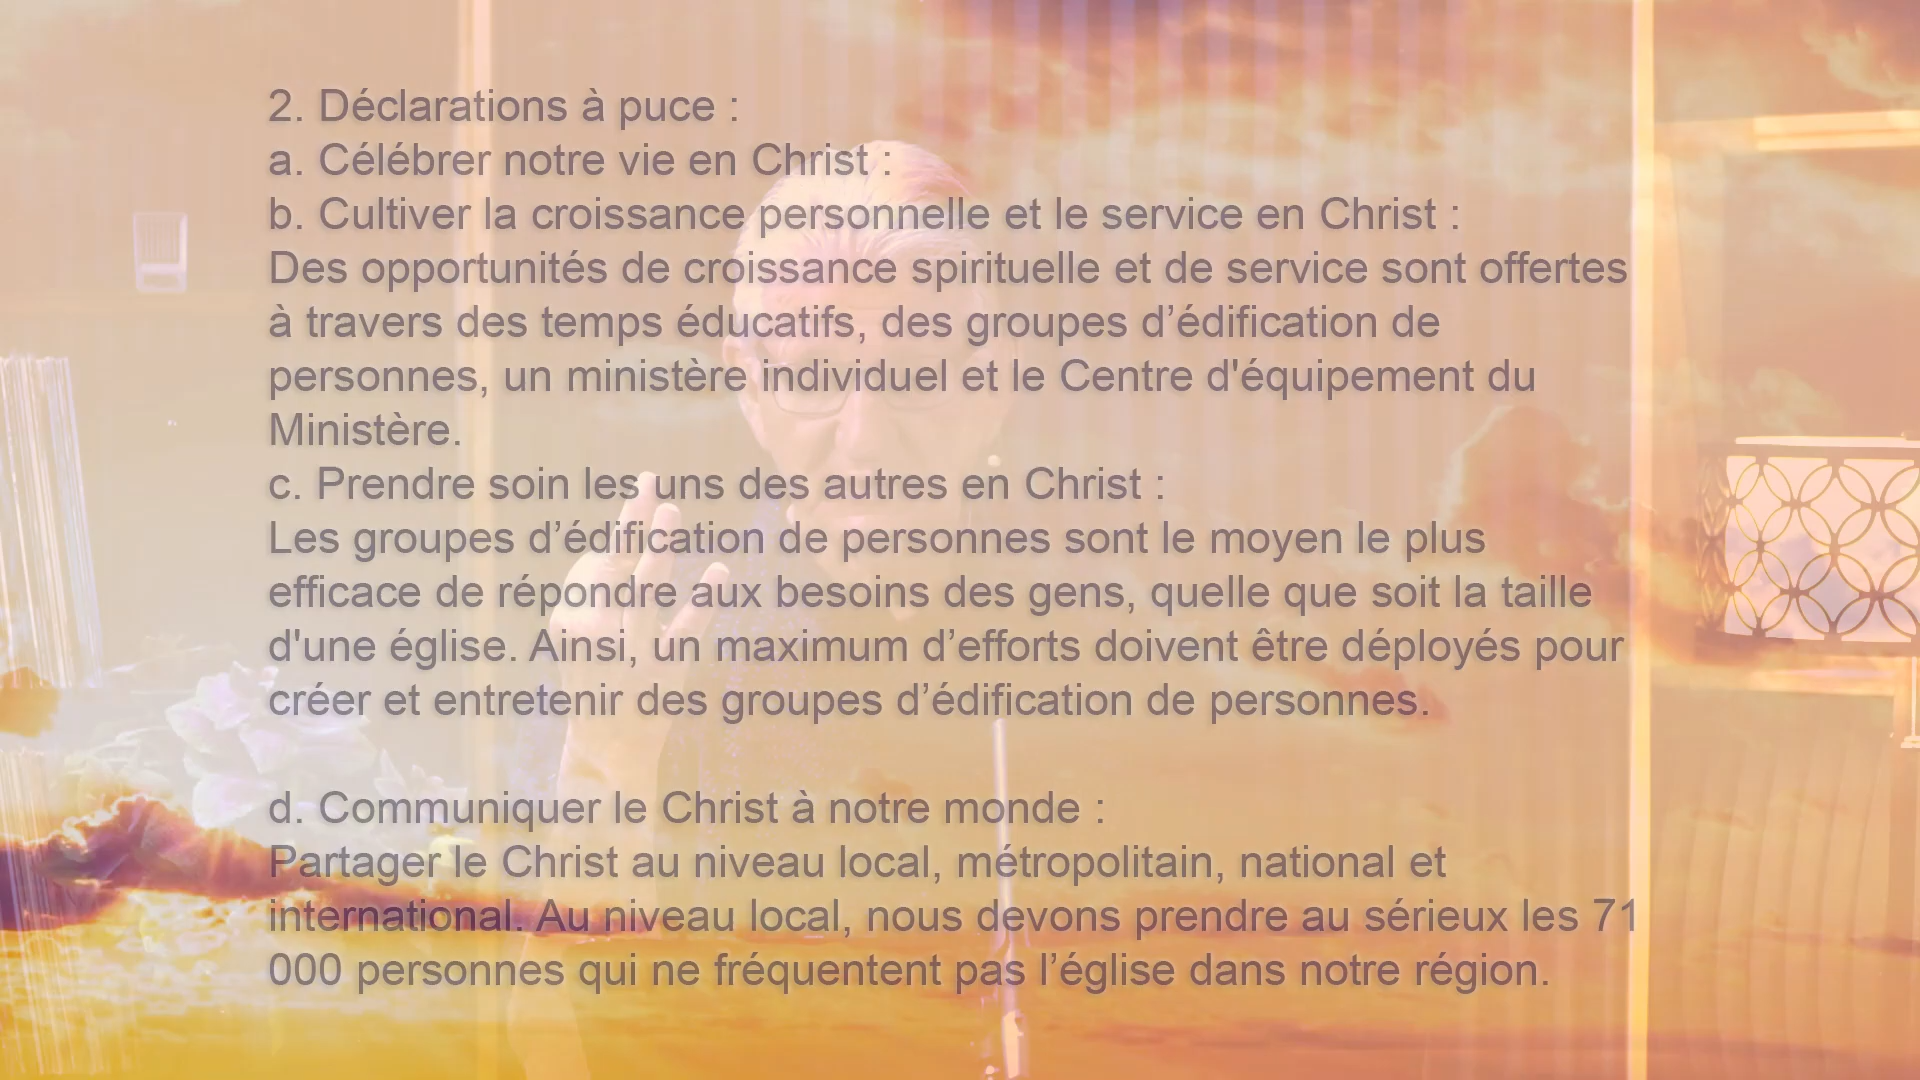 2. Déclarations à puce :
a. Célébrer notre vie en Christ :
b. Cultiver la croissance personnelle et le service en Christ :
Des opportunités de croissance spirituelle et de service sont offertes
à travers des temps éducatifs, des groupes d’édification de
personnes, un ministère individuel et le Centre d'équipement du
Ministère.
c. Prendre soin les uns des autres en Christ :
Les groupes d’édification de personnes sont le moyen le plus
efficace de répondre aux besoins des gens, quelle que soit la taille
d'une église. Ainsi, un maximum d’efforts doivent être déployés pour
créer et entretenir des groupes d’édification de personnes.
d. Communiquer le Christ à notre monde :
Partager le Christ au niveau local, métropolitain, national et
international. Au niveau local, nous devons prendre au sérieux les 71
000 personnes qui ne fréquentent pas l’église dans notre région.